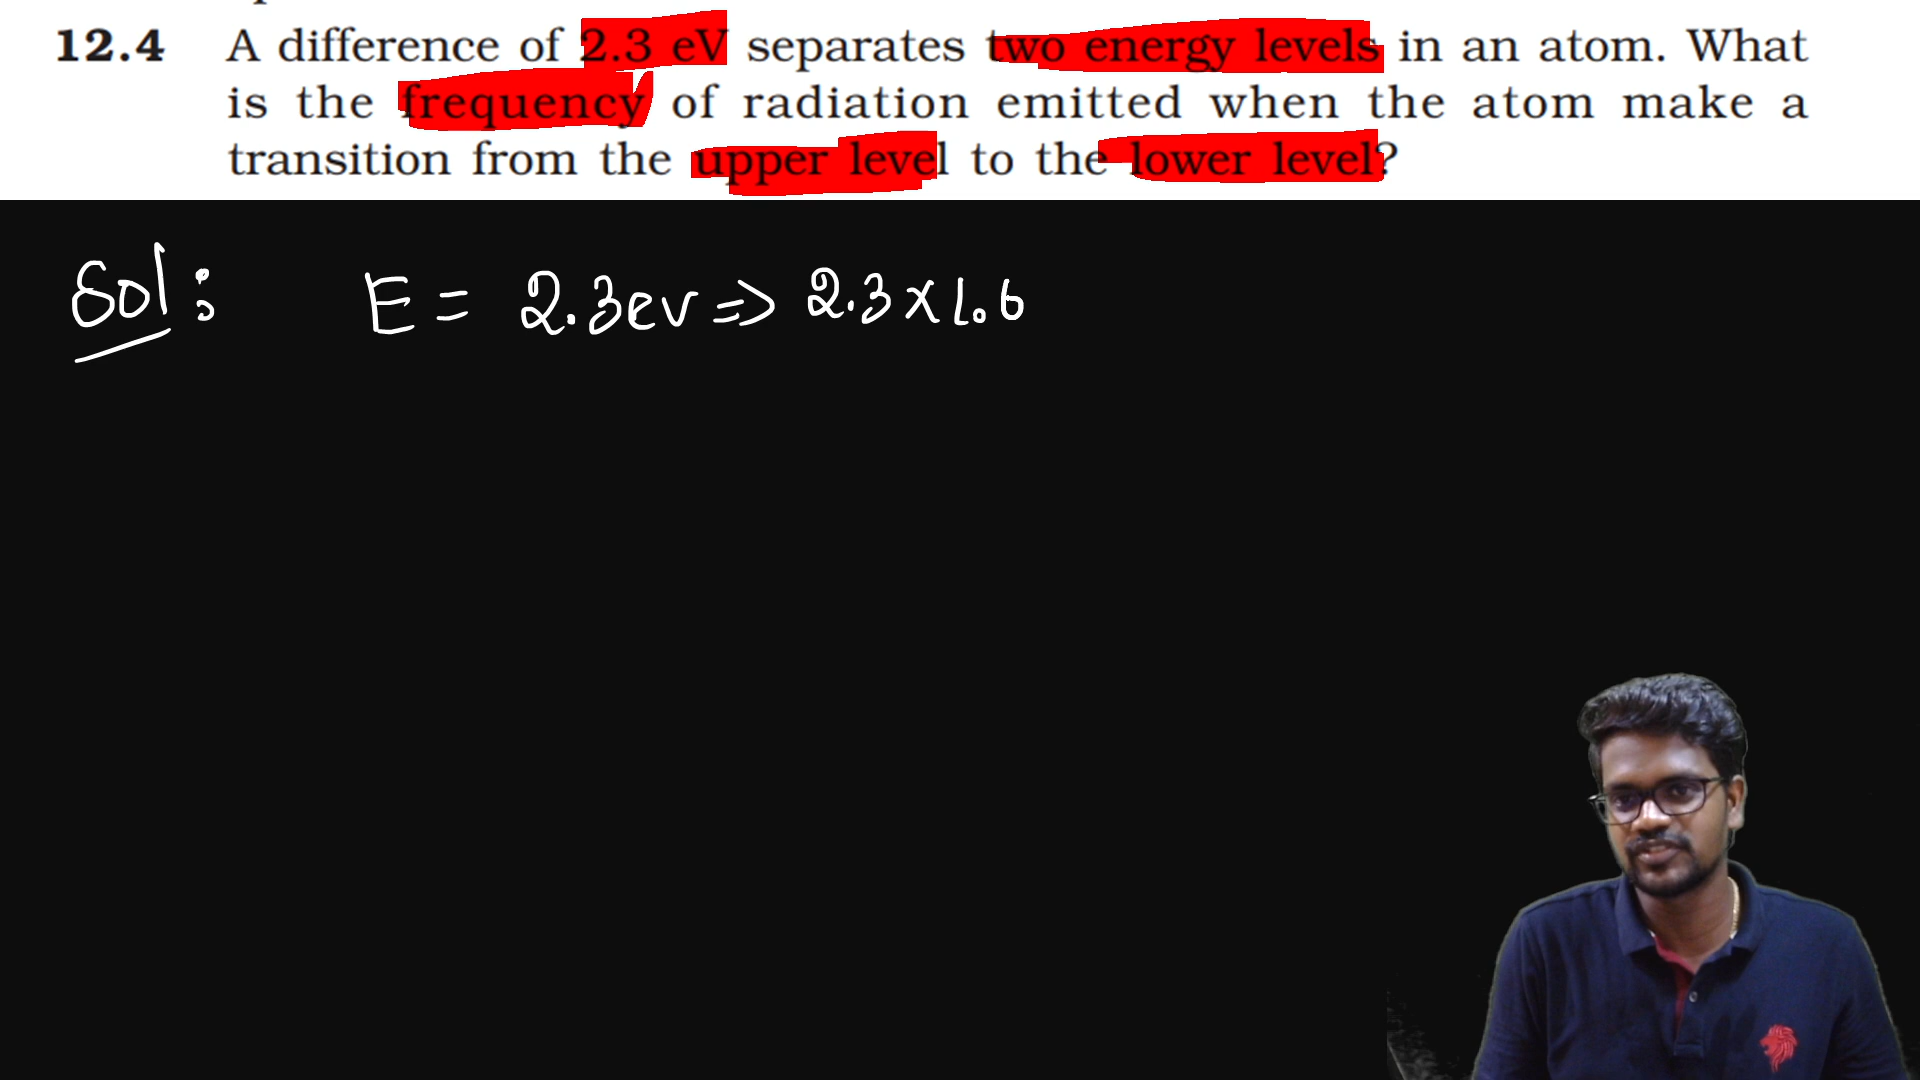 12.4 A difference of 2.3 eV separates two energy levels in an atom. What
is the frequency of radiation emitted when the atom make a
transition from the upper level to the lower level?
Sol: E = 2.3ev => 2.3 x 1.6